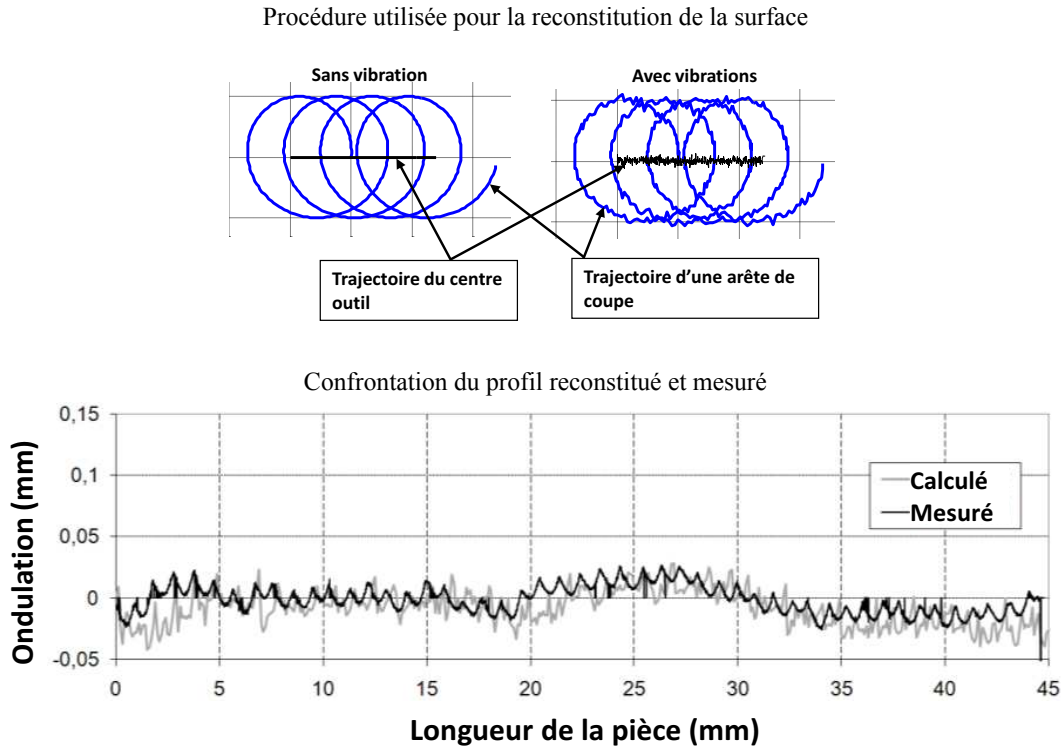 Procédure utilisée pour la reconstitution de la surface
Sans vibration
Avec vibrations
Trajectoire du centre
outil
Trajectoire d'une arête de
coupe
Confrontation du profil reconstitué et mesuré
Ondulation (mm)
0,15
0,1
0,05
0
-0,05
Calculé
Mesuré
0 5 10 15 20 25 30 35 40 45
Longueur de la pièce (mm)